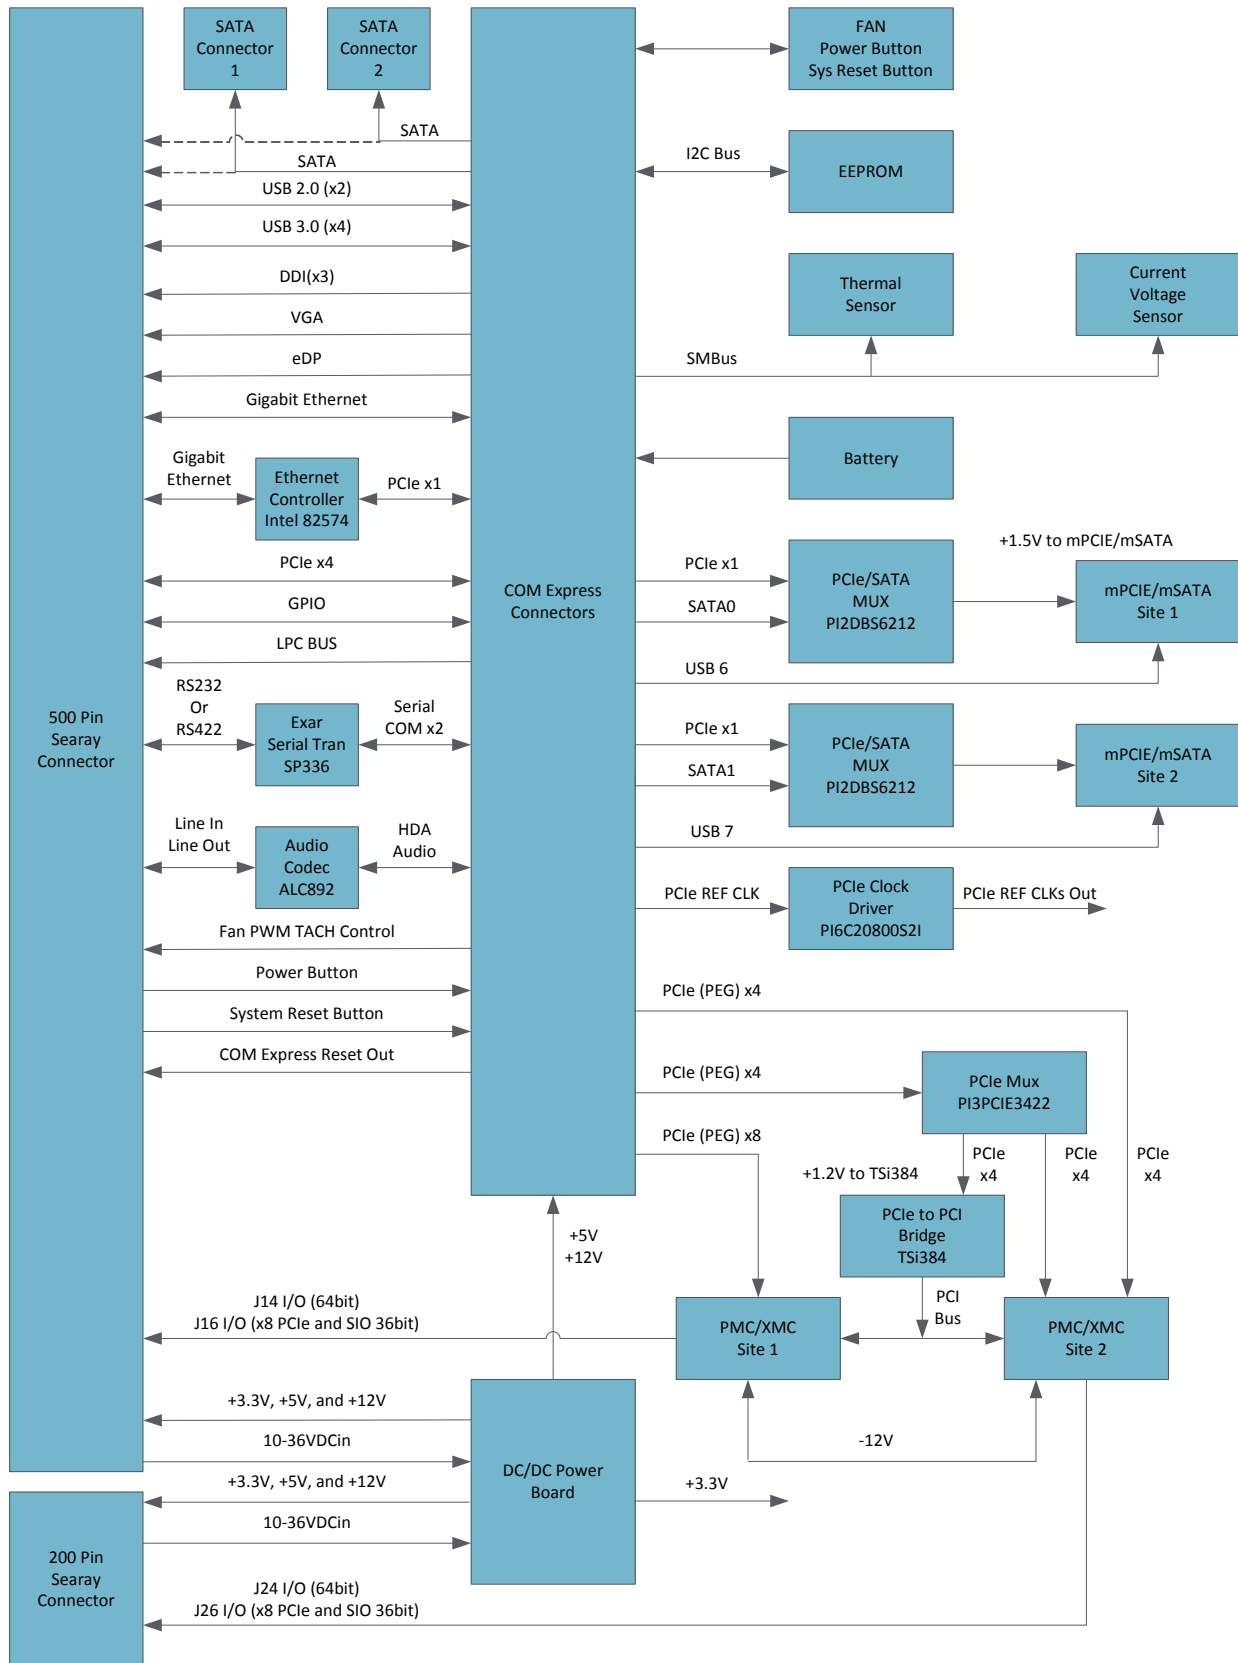 SATA
Connector
1
SATA
Connector
2
FAN
Power Button
Sys Reset Button
SATA
SATA
I2C Bus
EEPROM
USB 2.0 (x2)
USB 3.0 (x4)
DDI(x3)
VGA
eDP
Gigabit Ethernet
Thermal
Sensor
Current
Voltage
Sensor
SMBus
Battery
Gigabit
Ethernet
Ethernet
Controller
Intel 82574
PCIe x1
PCIe x4
GPIO
LPC BUS
COM Express
Connectors
PCIe x1
SATA0
PCIe/SATA
MUX
PI2DBS6212
+1.5V to mPCIE/mSATA
mPCIE/mSATA
Site 1
USB 6
500 Pin
Searay
Connector
RS232
Or
RS422
Exar
Serial Tran
SP336
Serial
COM x2
PCIe x1
SATA1
PCIe/SATA
MUX
PI2DBS6212
mPCIE/mSATA
Site 2
USB 7
Line In
Line Out
Audio
Codec
ALC892
HDA
Audio
PCIe REF CLK
PCIe Clock
Driver
PI6C20800S2I
PCIe REF CLKs Out
Fan PWM TACH Control
Power Button
System Reset Button
COM Express Reset Out
PCIe (PEG) x4
PCIe (PEG) x4
PCIe Mux
PI3PCIE3422
PCIe (PEG) x8
PCIe
x4
PCIe
x4
PCIe
x4
+1.2V to TSi384
PCIe to PCI
Bridge
TSi384
+5V
+12V
J14 I/O (64bit)
J16 I/O (x8 PCIe and SIO 36bit)
PMC/XMC
Site 1
PCI
Bus
PMC/XMC
Site 2
-12V
+3.3V, +5V, and +12V
10-36VDCin
+3.3V, +5V, and +12V
10-36VDCin
DC/DC Power
Board
+3.3V
200 Pin
Searay
Connector
J24 I/O (64bit)
J26 I/O (x8 PCIe and SIO 36bit)